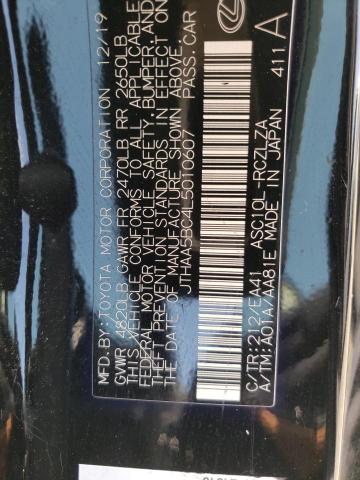 MFD.BY:TOYOTA MOTOR CORPORATION 12/19
GVWR 4820LB GAWR FR 2470LB RR 2650LB
THIS VEHICLE CONFORMS TO ALL APPLICABLE
FEDERAL MOTOR VEHICLE SAFETY, BUMPER, AND
THEFT PREVENTION STANDARDS IN EFFECT ON
THE DATE OF MANUFACTURE SHOWN ABOVE.
JTHAA5BC4L5010607 PASS.CAR
C/TR:212/EA41 ASC10L-RCZLZA
A/TM:A01A/AA81E MADE IN JAPAN 411
A